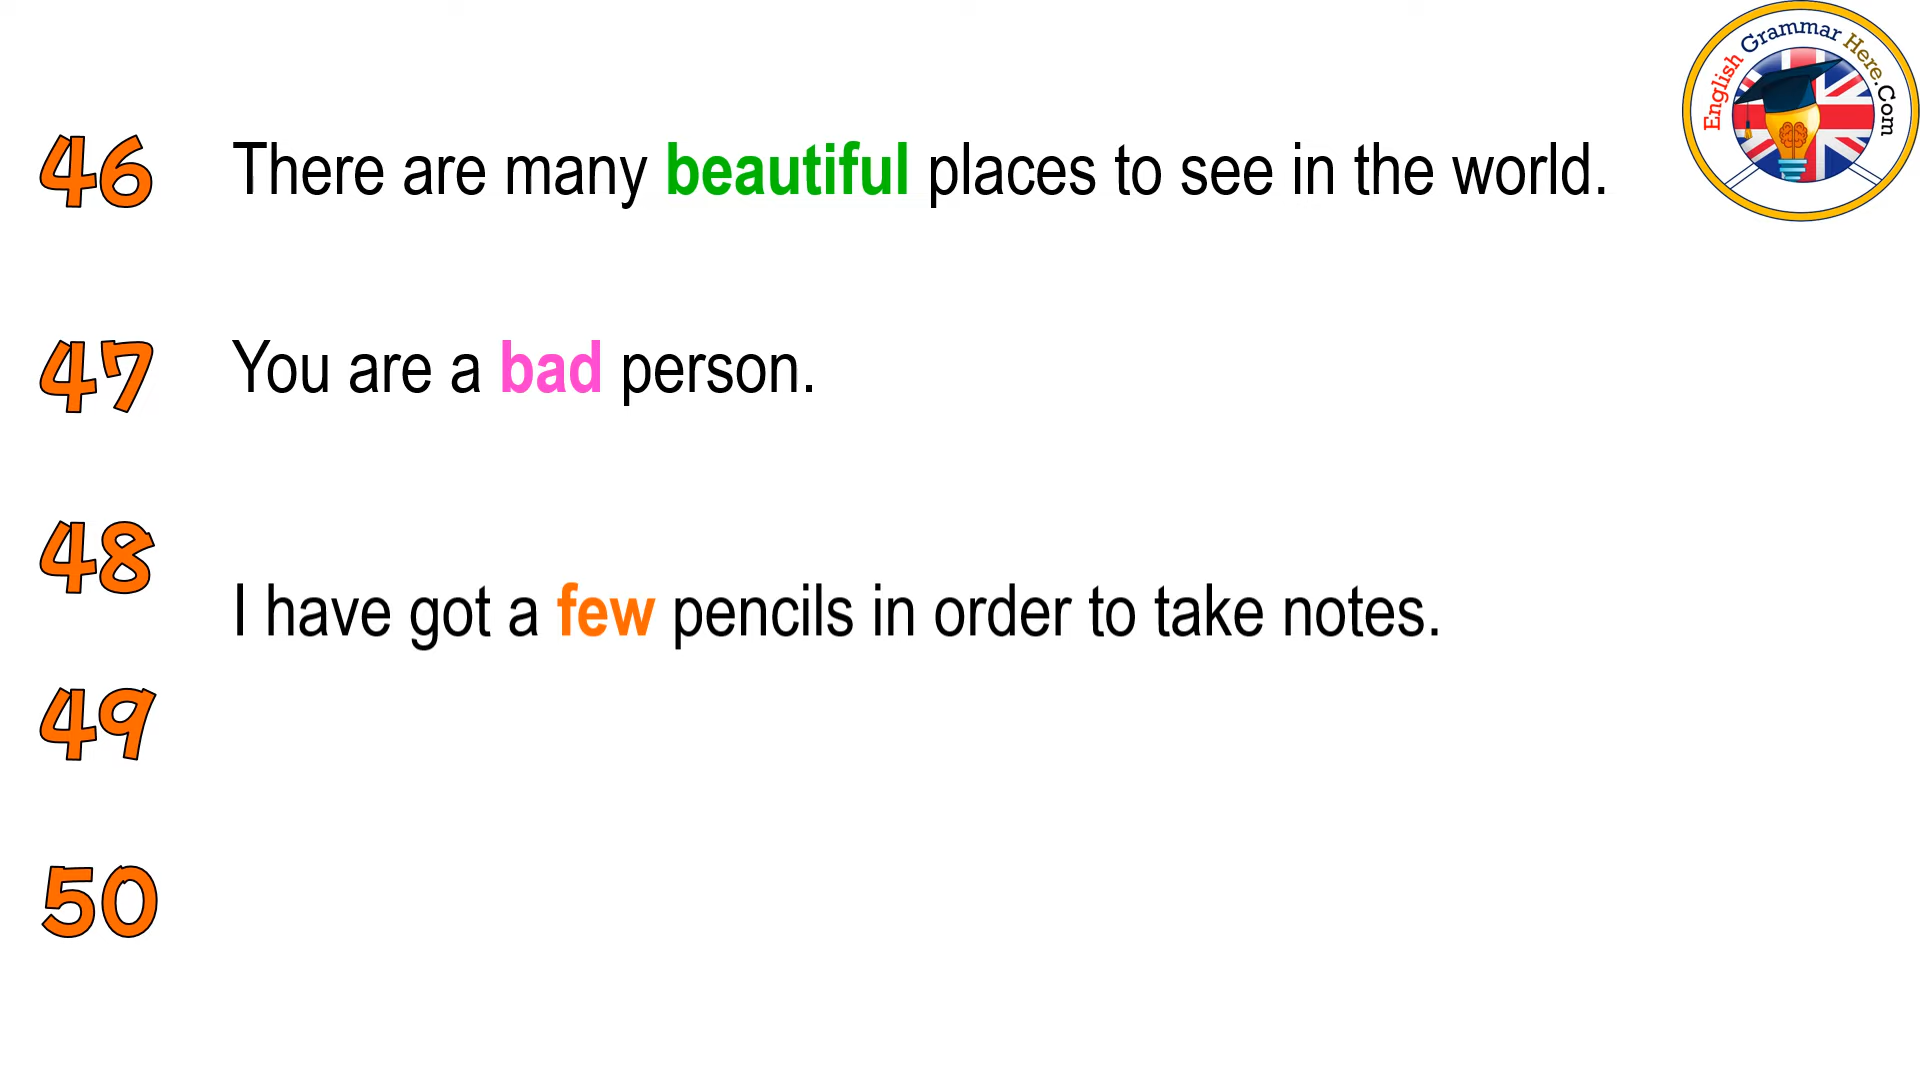 English Grammar Here.Com
46 There are many beautiful places to see in the world.
47 You are a bad person.
48 I have got a few pencils in order to take notes.
49
50